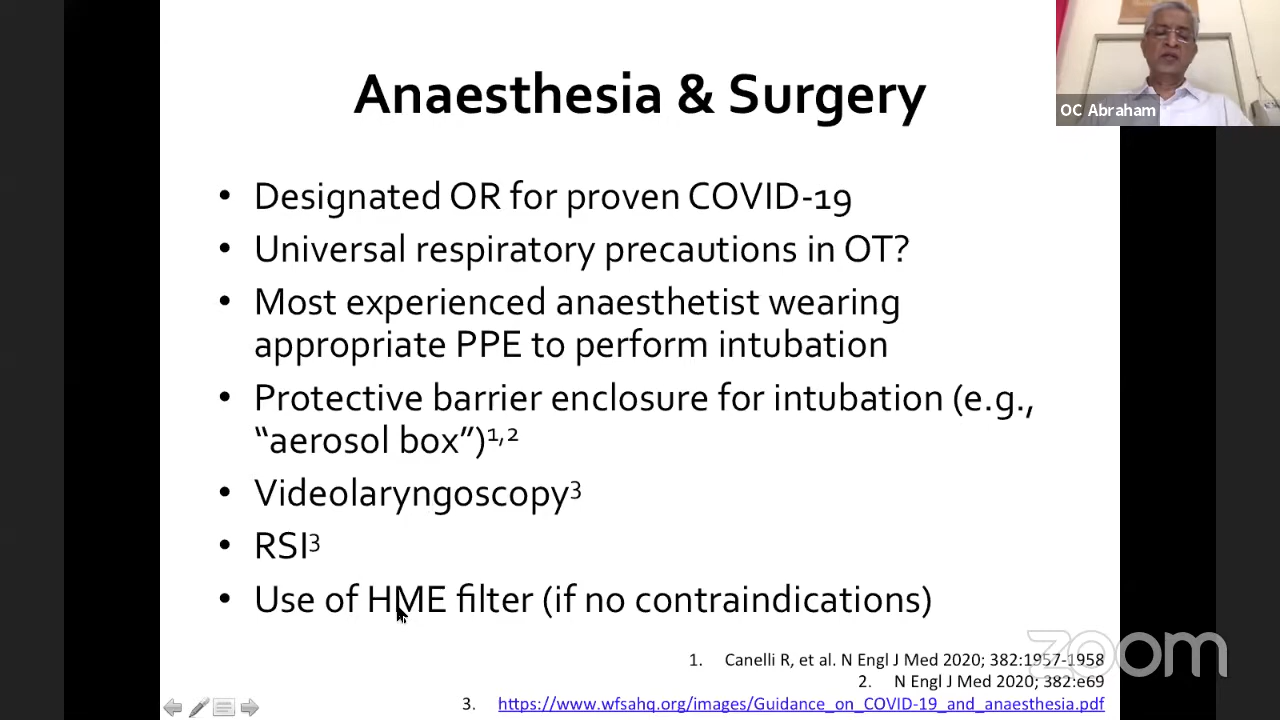 Anaesthesia & Surgery
OC Abraham
• Designated OR for proven COVID-19
• Universal respiratory precautions in OT?
• Most experienced anaesthetist wearing
appropriate PPE to perform intubation
• Protective barrier enclosure for intubation (e.g.,
“aerosol box”)1,2
• Videolaryngoscopy3
• RSI3
• Use of HME filter (if no contraindications)
1. Canelli R, et al. N Engl J Med 2020; 382:1957-1958
2. N Engl J Med 2020; 382:e69
3. https://www.wfsahq.org/images/Guidance_on_COVID-19_and_anaesthesia.pdf
zoom